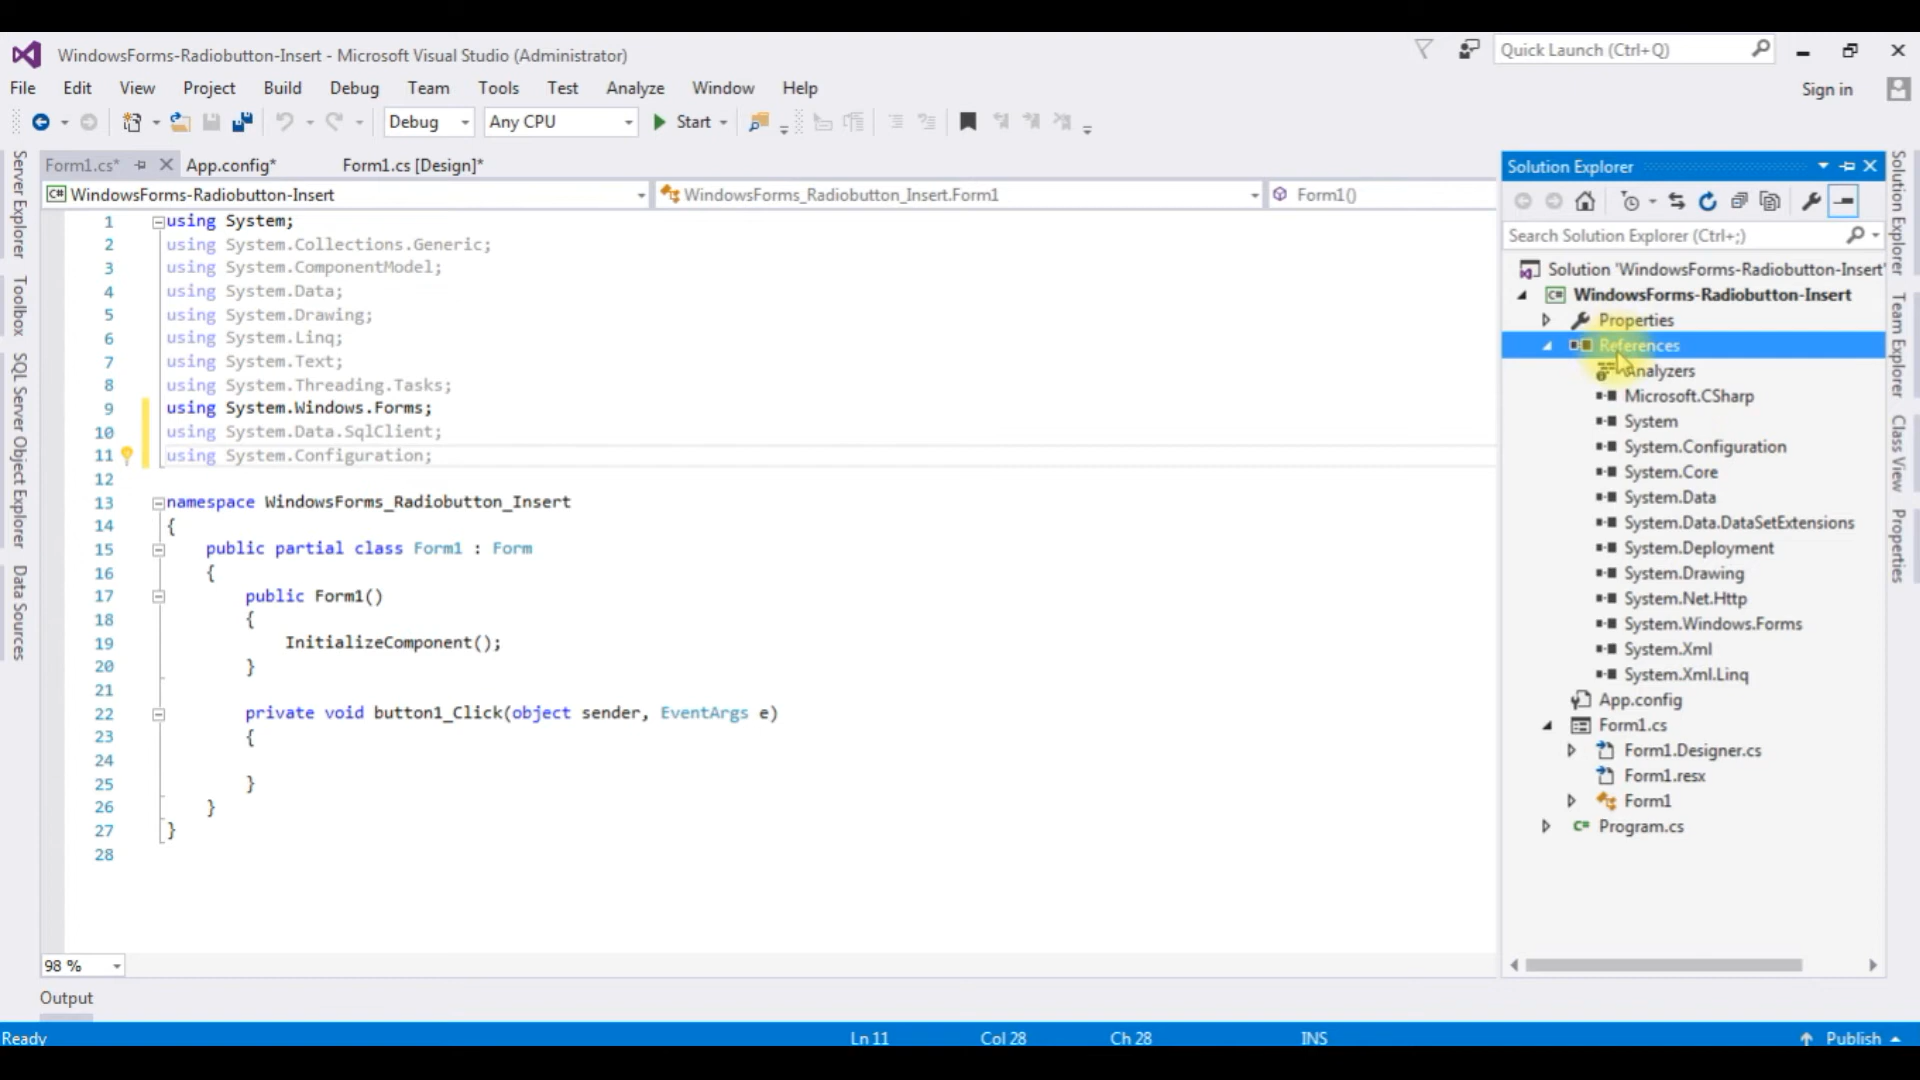 WindowsForms-Radiobutton-Insert - Microsoft Visual Studio (Administrator)
Quick Launch (Ctrl+Q)
File Edit View Project Build Debug Team Tools Test Analyze Window Help
Sign in
Debug Any CPU Start
Form1.cs* App.config* Form1.cs [Design]*
WindowsForms-Radiobutton-Insert WindowsForms_Radiobutton_Insert.Form1 Form1()
Server Explorer
Toolbox
SQL Server Object Explorer
Data Sources
1 using System;
2 using System.Collections.Generic;
3 using System.ComponentModel;
4 using System.Data;
5 using System.Drawing;
6 using System.Linq;
7 using System.Text;
8 using System.Threading.Tasks;
9 using System.Windows.Forms;
10 using System.Data.SqlClient;
11 using System.Configuration;
12
13 namespace WindowsForms_Radiobutton_Insert
14 {
15 public partial class Form1 : Form
16 {
17 public Form1()
18 {
19 InitializeComponent();
20 }
21
22 private void button1_Click(object sender, EventArgs e)
23 {
24
25 }
26 }
27 }
28
98 %
Output
Solution Explorer
Search Solution Explorer (Ctrl+;)
Solution 'WindowsForms-Radiobutton-Insert'
WindowsForms-Radiobutton-Insert
Properties
References
Analyzers
Microsoft.CSharp
System
System.Configuration
System.Core
System.Data
System.Data.DataSetExtensions
System.Deployment
System.Drawing
System.Net.Http
System.Windows.Forms
System.Xml
System.Xml.Linq
App.config
Form1.cs
Form1.Designer.cs
Form1.resx
Form1
Program.cs
Solution Explorer
Team Explorer
Class View
Properties
Ready Ln 11 Col 28 Ch 28 INS Publish